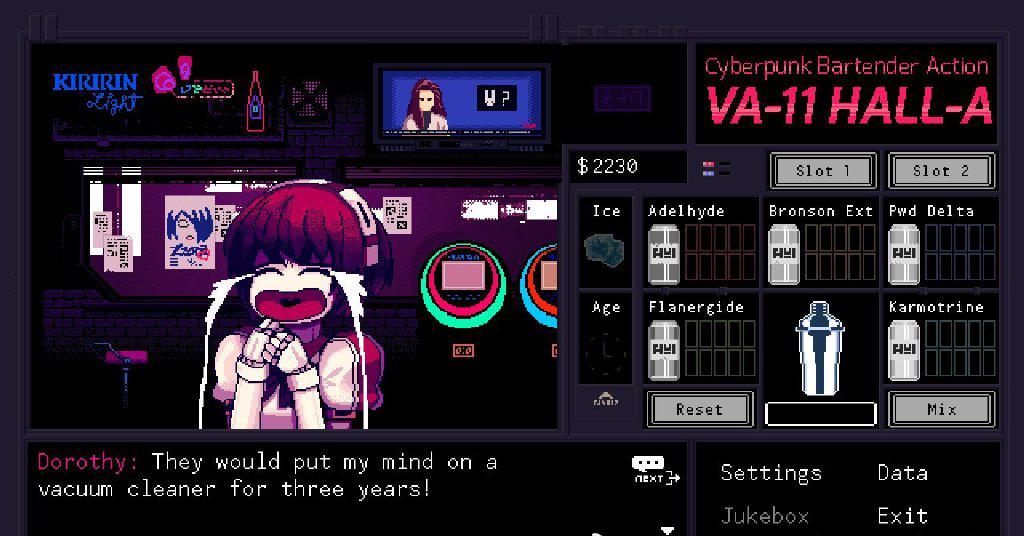 KIRIRIN
Light
V?
Cyberpunk Bartender Action
VA-11 HALL-A
$2230
Slot 1
Slot 2
Ice
Adelhyde
Bronson Ext
Pwd Delta
Age
Flanergide
Karmotrine
Reset
Mix
Dorothy: They would put my mind on a
vacuum cleaner for three years!
NEXT
Settings
Data
Jukebox
Exit